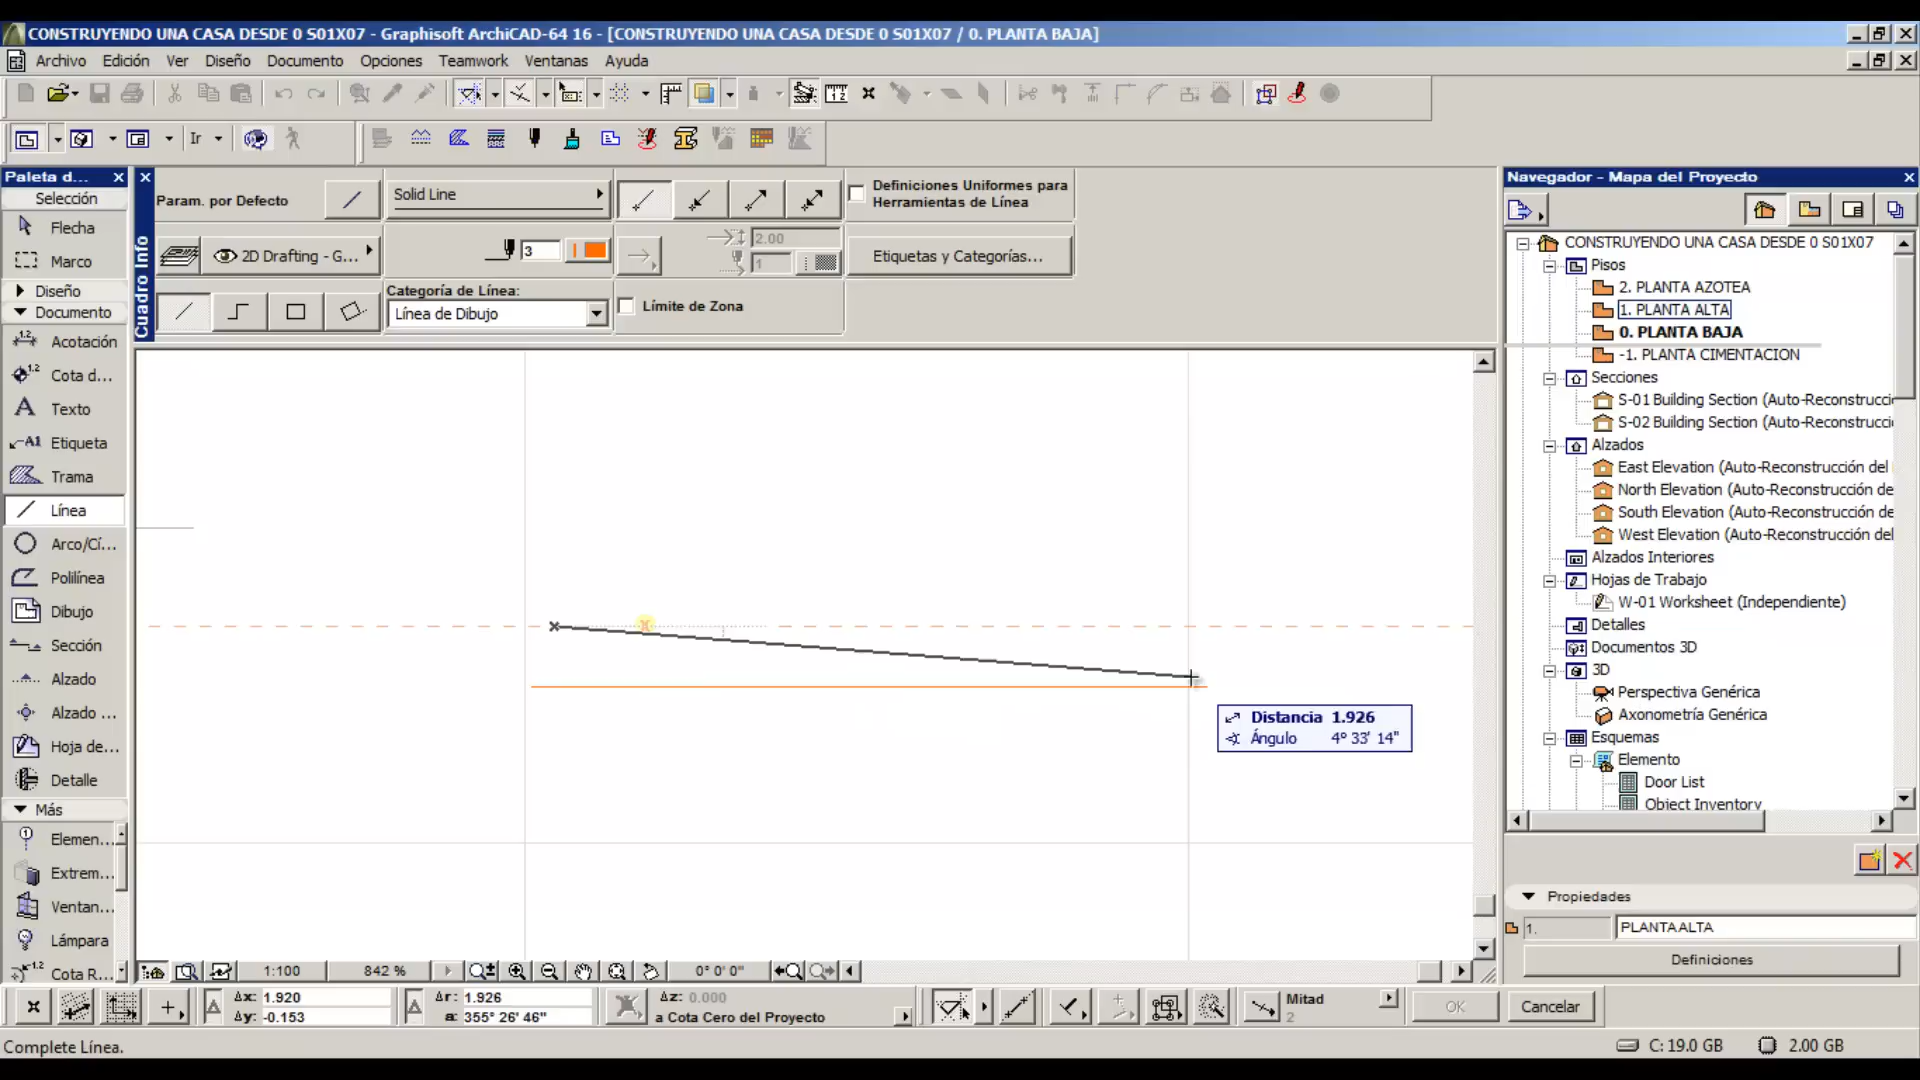 CONSTRUYENDO UNA CASA DESDE 0 S01X07 - Graphisoft ArchiCAD-64 16 - [CONSTRUYENDO UNA CASA DESDE 0 S01X07 / 0. PLANTA BAJA]
Archivo Edición Ver Diseño Documento Opciones Teamwork Ventanas Ayuda
Ir
Paleta d...
Selección
Flecha
Marco
Diseño
Documento
Acotación
Cota d...
Texto
Etiqueta
Trama
Línea
Arco/Cí...
Polilínea
Dibujo
Sección
Alzado
Alzado ...
Hoja de...
Detalle
Más
Elemen...
Extrem...
Ventan...
Lámpara
Cota R...
Cuadro Info
Param. por Defecto
Solid Line
Definiciones Uniformes para
Herramientas de Línea
2D Drafting - G...
3
2.00
1
Etiquetas y Categorías...
Categoría de Línea:
Línea de Dibujo
Límite de Zona
Distancia 1.926
Ángulo 4° 33' 14"
Navegador - Mapa del Proyecto
CONSTRUYENDO UNA CASA DESDE 0 S01X07
Pisos
2. PLANTA AZOTEA
1. PLANTA ALTA
0. PLANTA BAJA
-1. PLANTA CIMENTACION
Secciones
S-01 Building Section (Auto-Reconstrucci
S-02 Building Section (Auto-Reconstrucci
Alzados
East Elevation (Auto-Reconstrucción del
North Elevation (Auto-Reconstrucción de
South Elevation (Auto-Reconstrucción de
West Elevation (Auto-Reconstrucción del
Alzados Interiores
Hojas de Trabajo
W-01 Worksheet (Independiente)
Detalles
Documentos 3D
3D
Perspectiva Genérica
Axonometría Genérica
Esquemas
Elemento
Door List
Object Inventory
Propiedades
1. PLANTA ALTA
Definiciones
1:100 842 % 0° 0' 0"
Δx: 1.920
Δy: -0.153
Δr: 1.926
a: 355° 26' 46"
Δz: 0.000
a Cota Cero del Proyecto
Mitad
2
OK Cancelar
Complete Línea.
C: 19.0 GB 2.00 GB